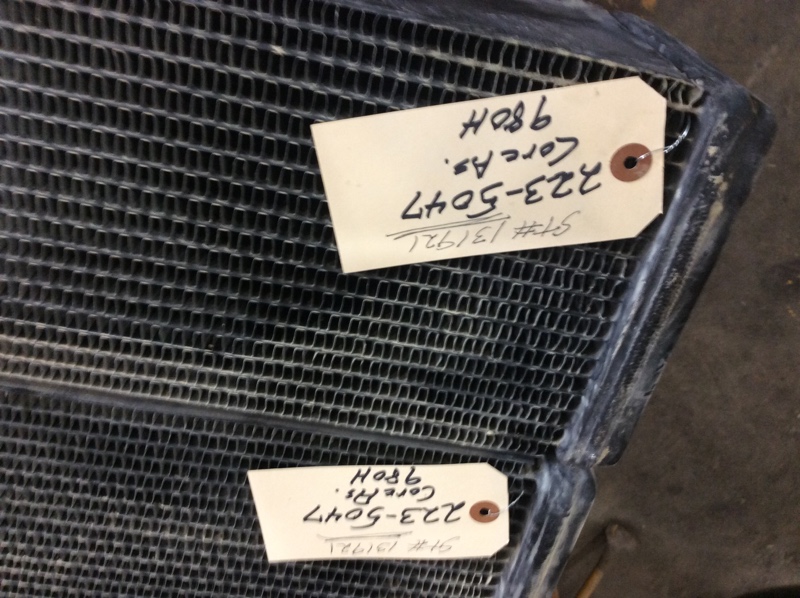 St# 131921
223-5047
Core As.
980H
St# 131921
223-5047
Core As.
980H